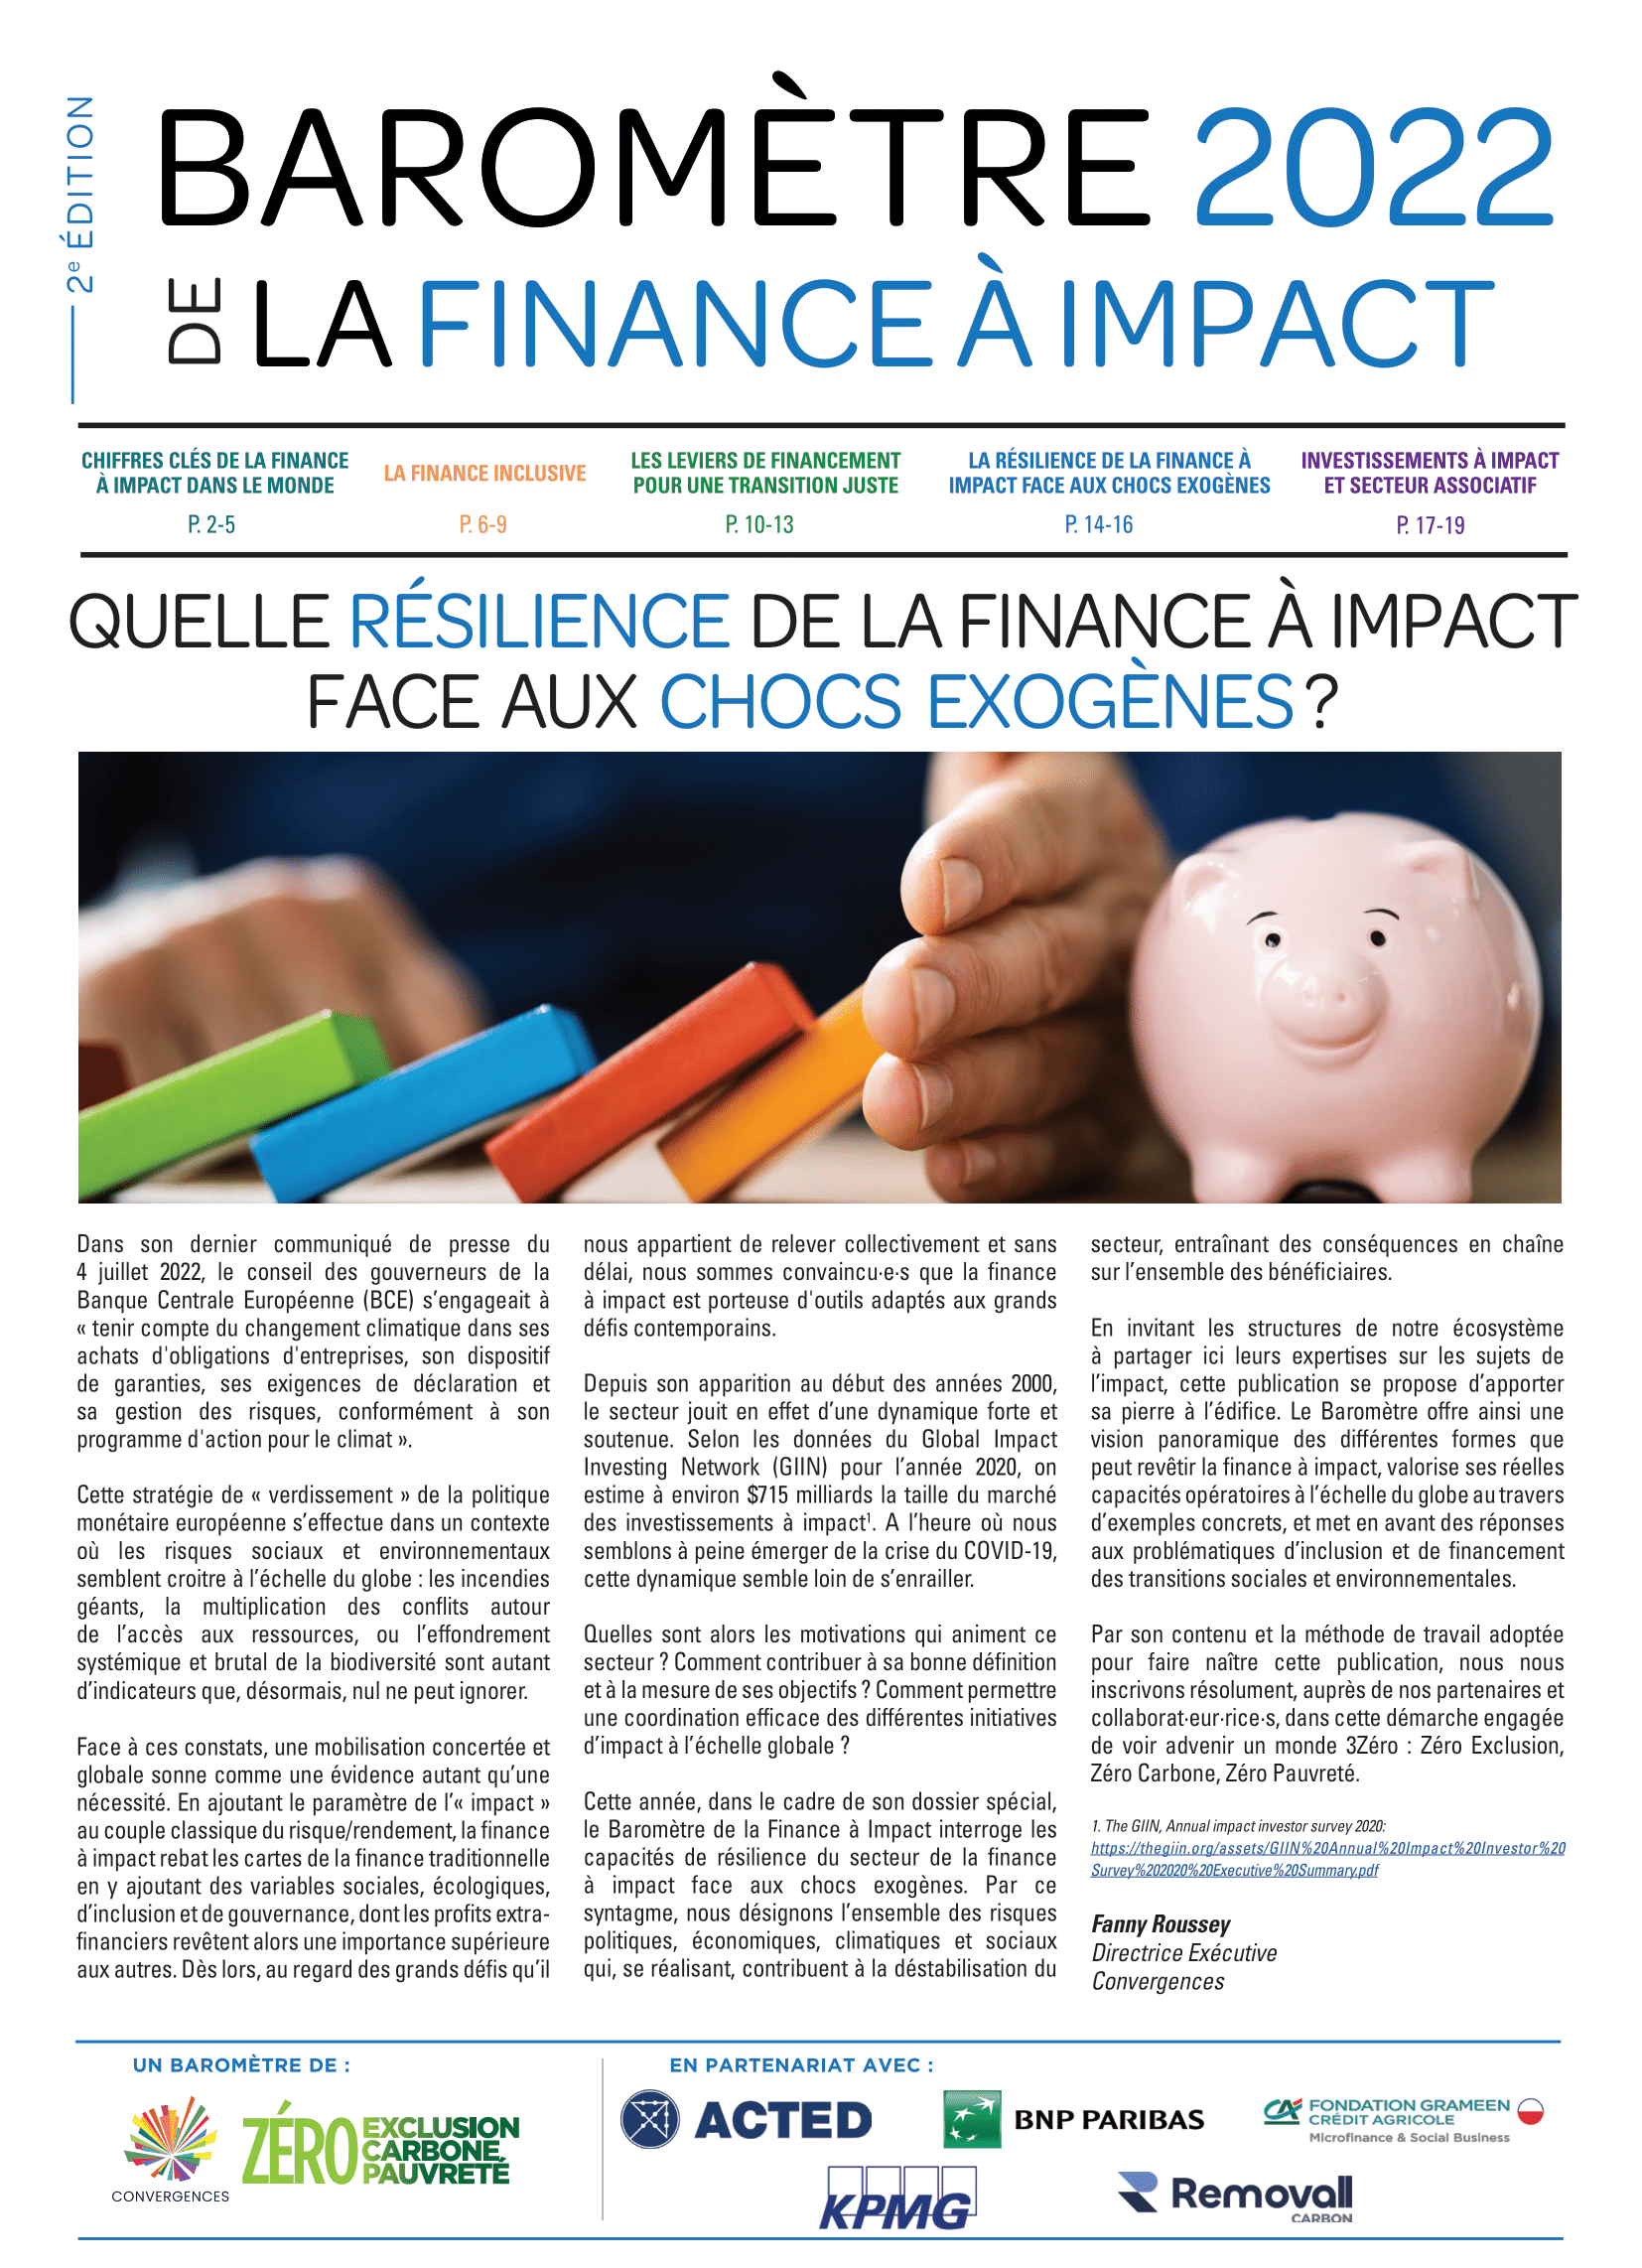 2e ÉDITION
BAROMÈTRE 2022
DE LA FINANCE À IMPACT
CHIFFRES CLÉS DE LA FINANCE
À IMPACT DANS LE MONDE
P. 2-5
LA FINANCE INCLUSIVE
P. 6-9
LES LEVIERS DE FINANCEMENT
POUR UNE TRANSITION JUSTE
P. 10-13
LA RÉSILIENCE DE LA FINANCE À
IMPACT FACE AUX CHOCS EXOGÈNES
P. 14-16
INVESTISSEMENTS À IMPACT
ET SECTEUR ASSOCIATIF
P. 17-19
QUELLE RÉSILIENCE DE LA FINANCE À IMPACT
FACE AUX CHOCS EXOGÈNES ?
Dans son dernier communiqué de presse du
4 juillet 2022, le conseil des gouverneurs de la
Banque Centrale Européenne (BCE) s’engageait à
« tenir compte du changement climatique dans ses
achats d'obligations d'entreprises, son dispositif
de garanties, ses exigences de déclaration et
sa gestion des risques, conformément à son
programme d'action pour le climat ».
Cette stratégie de « verdissement » de la politique
monétaire européenne s’effectue dans un contexte
où les risques sociaux et environnementaux
semblent croitre à l’échelle du globe : les incendies
géants, la multiplication des conflits autour
de l’accès aux ressources, ou l’effondrement
systémique et brutal de la biodiversité sont autant
d’indicateurs que, désormais, nul ne peut ignorer.
Face à ces constats, une mobilisation concertée et
globale sonne comme une évidence autant qu’une
nécessité. En ajoutant le paramètre de l’« impact »
au couple classique du risque/rendement, la finance
à impact rebat les cartes de la finance traditionnelle
en y ajoutant des variables sociales, écologiques,
d’inclusion et de gouvernance, dont les profits extra-
financiers revêtent alors une importance supérieure
aux autres. Dès lors, au regard des grands défis qu’il
nous appartient de relever collectivement et sans
délai, nous sommes convaincu·e·s que la finance
à impact est porteuse d'outils adaptés aux grands
défis contemporains.
Depuis son apparition au début des années 2000,
le secteur jouit en effet d’une dynamique forte et
soutenue. Selon les données du Global Impact
Investing Network (GIIN) pour l’année 2020, on
estime à environ $715 milliards la taille du marché
des investissements à impact1. A l’heure où nous
semblons à peine émerger de la crise du COVID-19,
cette dynamique semble loin de s’enrailler.
Quelles sont alors les motivations qui animent ce
secteur ? Comment contribuer à sa bonne définition
et à la mesure de ses objectifs ? Comment permettre
une coordination efficace des différentes initiatives
d’impact à l’échelle globale ?
Cette année, dans le cadre de son dossier spécial,
le Baromètre de la Finance à Impact interroge les
capacités de résilience du secteur de la finance
à impact face aux chocs exogènes. Par ce
syntagme, nous désignons l’ensemble des risques
politiques, économiques, climatiques et sociaux
qui, se réalisant, contribuent à la déstabilisation du
secteur, entraînant des conséquences en chaîne
sur l’ensemble des bénéficiaires.
En invitant les structures de notre écosystème
à partager ici leurs expertises sur les sujets de
l’impact, cette publication se propose d’apporter
sa pierre à l’édifice. Le Baromètre offre ainsi une
vision panoramique des différentes formes que
peut revêtir la finance à impact, valorise ses réelles
capacités opératoires à l’échelle du globe au travers
d’exemples concrets, et met en avant des réponses
aux problématiques d’inclusion et de financement
des transitions sociales et environnementales.
Par son contenu et la méthode de travail adoptée
pour faire naître cette publication, nous nous
inscrivons résolument, auprès de nos partenaires et
collaborat·eur·rice·s, dans cette démarche engagée
de voir advenir un monde 3Zéro : Zéro Exclusion,
Zéro Carbone, Zéro Pauvreté.
1. The GIIN, Annual impact investor survey 2020:
https://thegiin.org/assets/GIIN%20Annual%20Impact%20Investor%20
Survey%202020%20Executive%20Summary.pdf
Fanny Roussey
Directrice Exécutive
Convergences
UN BAROMÈTRE DE :
CONVERGENCES
ZÉRO EXCLUSION
CARBONE
PAUVRETÉ
EN PARTENARIAT AVEC :
ACTED
BNP PARIBAS
CA FONDATION GRAMEEN
CRÉDIT AGRICOLE
Microfinance & Social Business
KPMG
Removall
CARBON